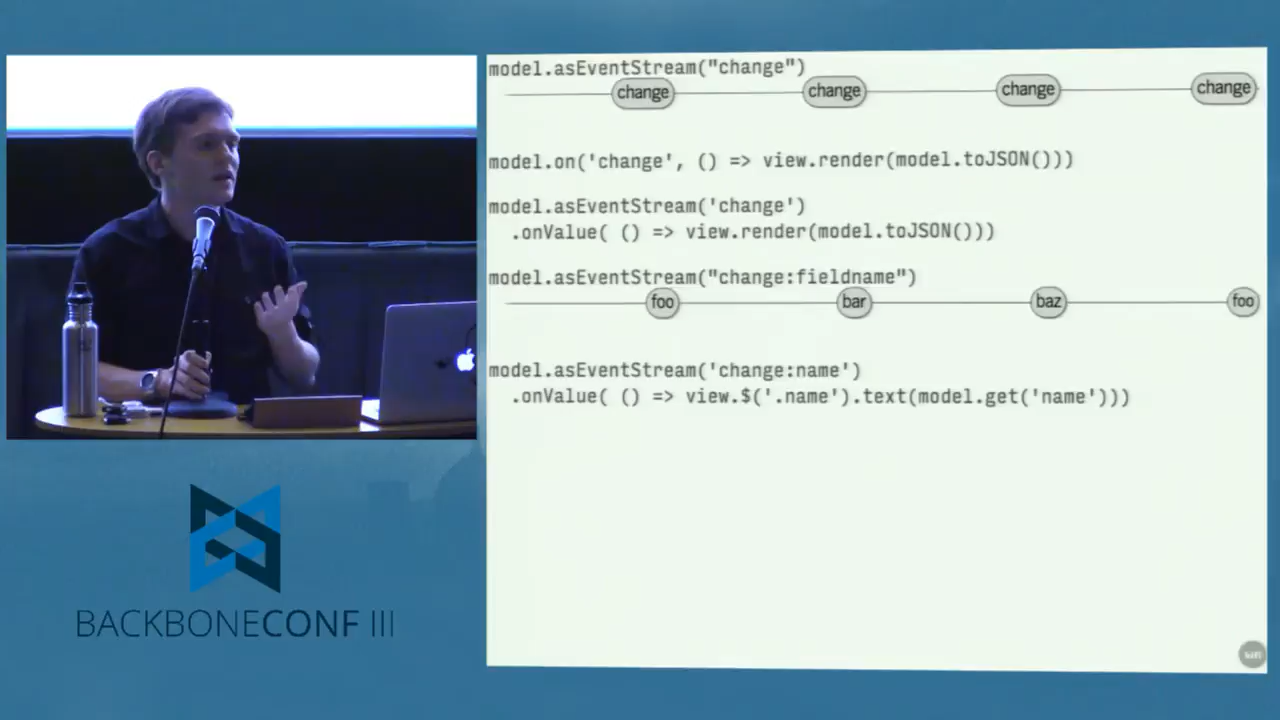 model.asEventStream("change")
change change change change
model.on('change', () => view.render(model.toJSON()))
model.asEventStream('change')
.onValue( () => view.render(model.toJSON()))
model.asEventStream("change:fieldname")
foo bar baz foo
model.asEventStream('change:name')
.onValue( () => view.$('.name').text(model.get('name')))
BACKBONECONF III